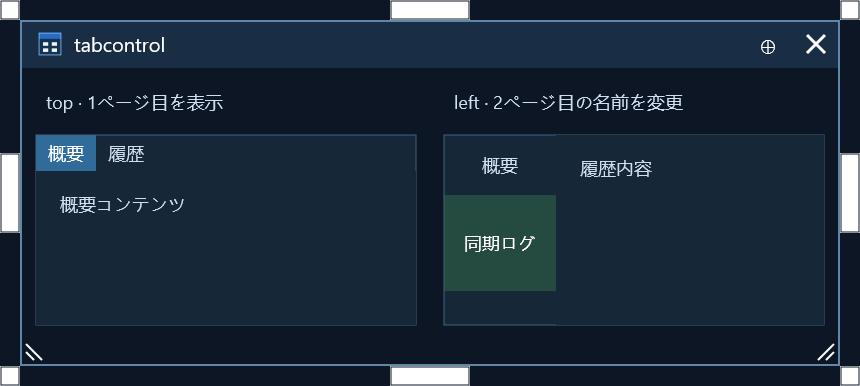 tabcontrol
top · 1ページ目を表示
left · 2ページ目の名前を変更
概要 履歴
概要コンテンツ
概要
履歴内容
同期ログ